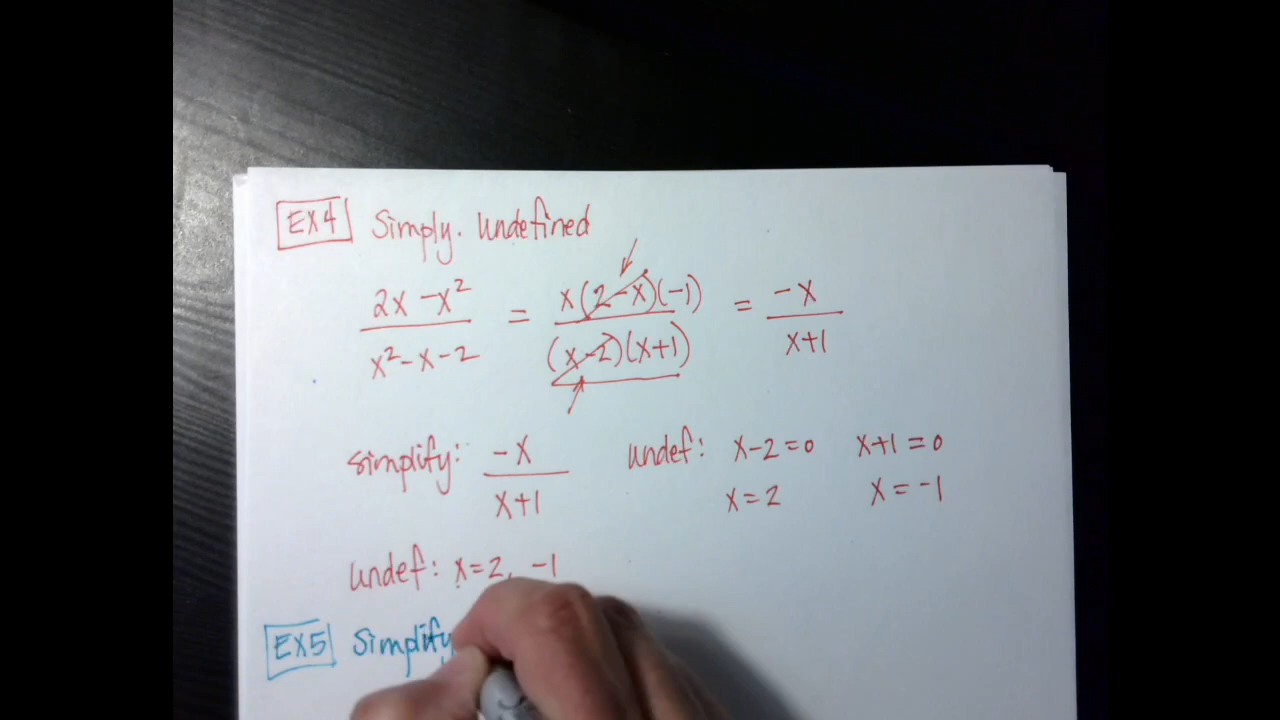 EX4 Simply. Undefined
2x - x² / x² - x - 2 = x(2 - x)(-1) / (x - 2)(x + 1) = -x / x+1
simplify: -x / x+1 undef: x-2=0 x+1=0
x=2 x=-1
undef: x=2, -1
EX5 Simplify